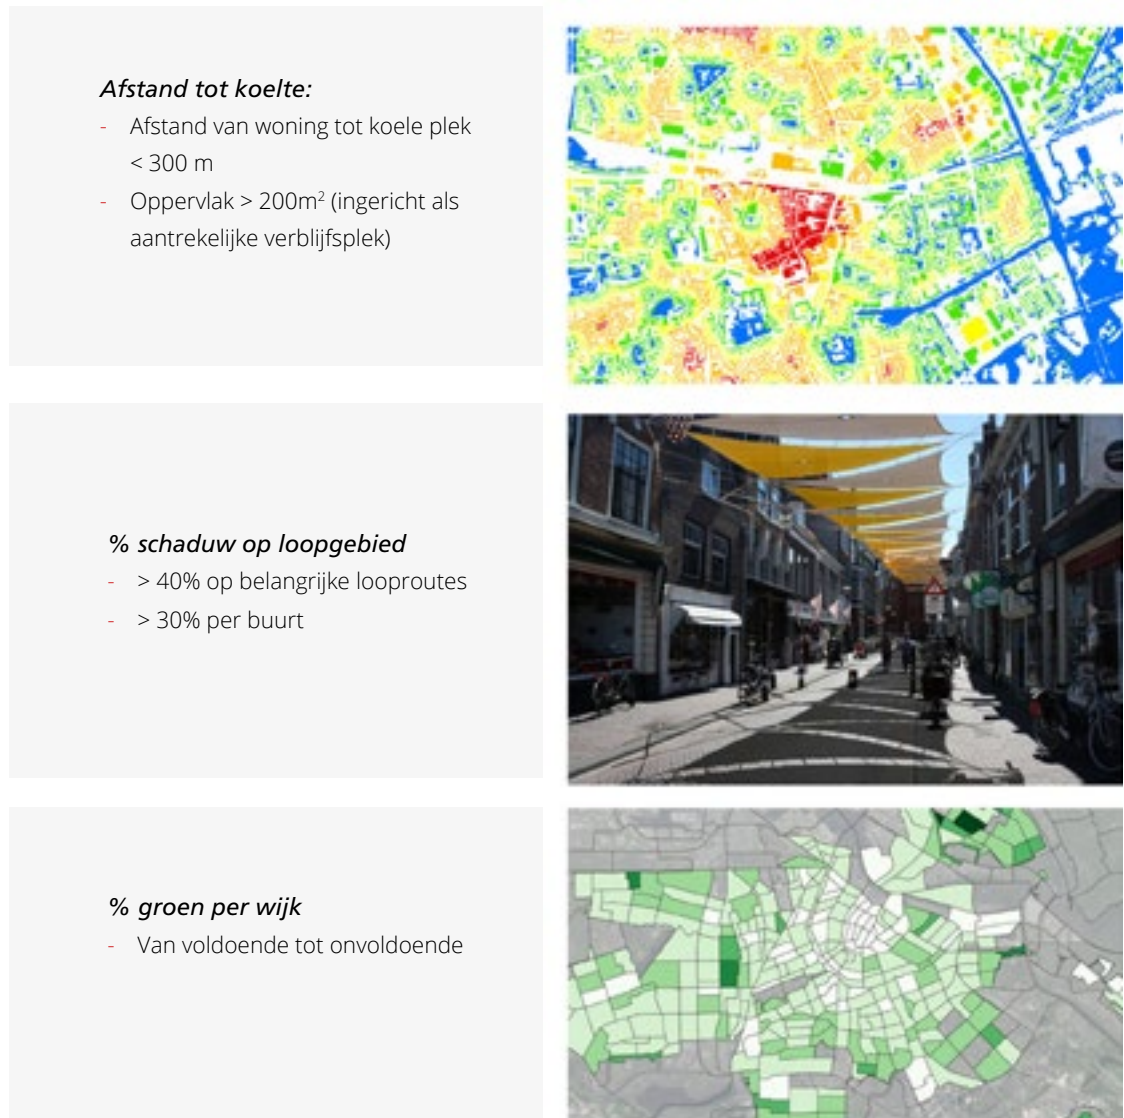 Afstand tot koelte:
- Afstand van woning tot koele plek
< 300 m
- Oppervlak > 200m² (ingericht als
aantrekelijke verblijfsplek)
% schaduw op loopgebied
- > 40% op belangrijke looproutes
- > 30% per buurt
% groen per wijk
- Van voldoende tot onvoldoende